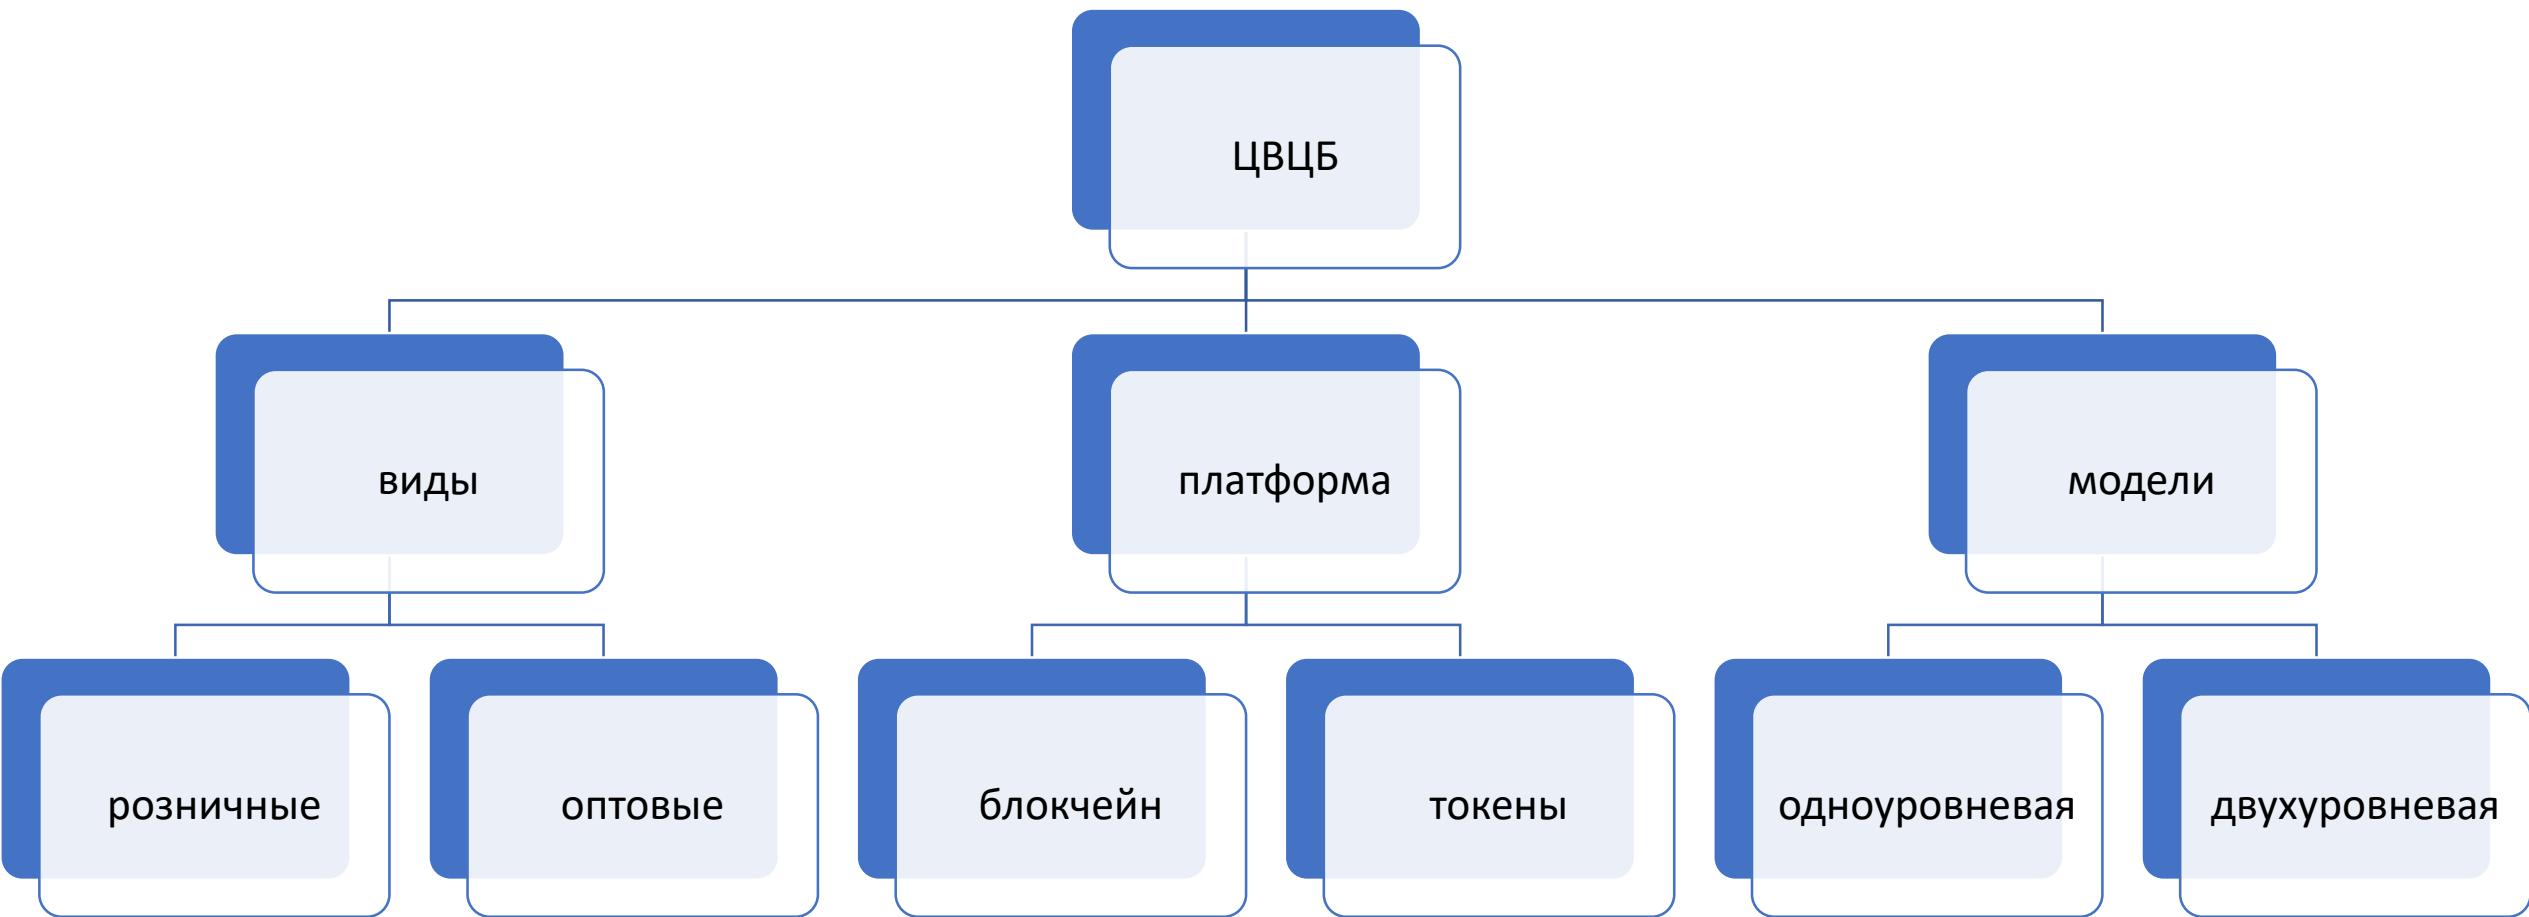 ЦВЦБ
виды
платформа
модели
розничные
оптовые
блокчейн
токены
одноуровневая
двухуровневая